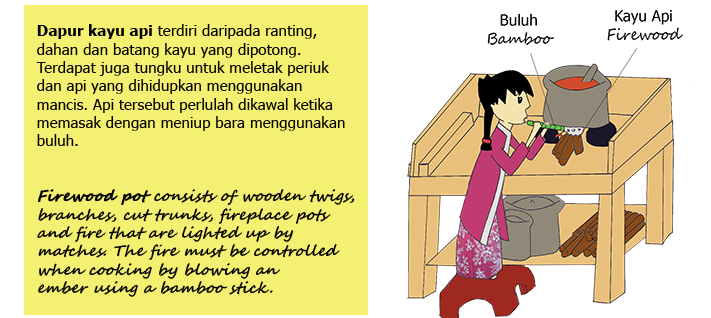 Dapur kayu api terdiri daripada ranting,
dahan dan batang kayu yang dipotong.
Terdapat juga tungku untuk meletak periuk
dan api yang dihidupkan menggunakan
mancis. Api tersebut perlulah dikawal ketika
memasak dengan meniup bara menggunakan
buluh.
Firewood pot consists of wooden twigs,
branches, cut trunks, fireplace pots
and fire that are lighted up by
matches. The fire must be controlled
when cooking by blowing an
ember using a bamboo stick.
Buluh
Bamboo
Kayu Api
Firewood